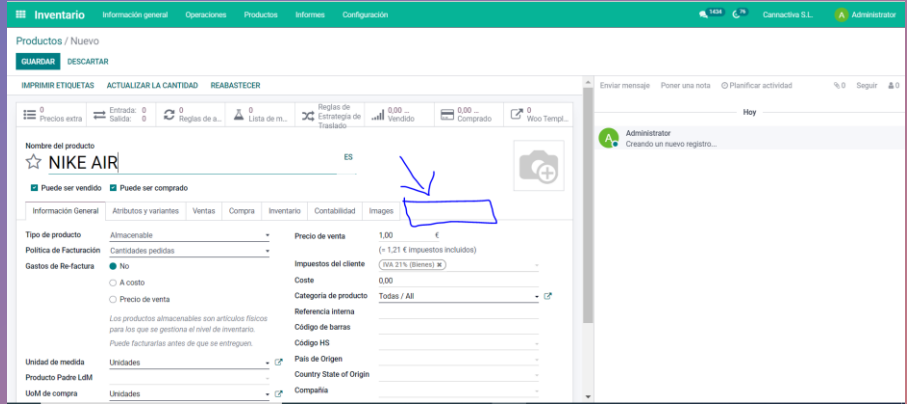 Inventario Información general Operaciones Productos Informes Configuración 1434 76 Cannactiva S.L. A Administrator
Productos / Nuevo
GUARDAR DESCARTAR
IMPRIMIR ETIQUETAS ACTUALIZAR LA CANTIDAD REABASTECER
Enviar mensaje Poner una nota Planificar actividad 0 Seguir 0
0 Precios extra
Entrada: 0
Salida: 0
0 Reglas de a...
0 Lista de m...
Reglas de Estrategia de Traslado
0,00 ... Vendido
0,00 ... Comprado
0 Woo Templ...
Hoy
A Administrator
Creando un nuevo registro...
Nombre del producto
NIKE AIR ES
Puede ser vendido Puede ser comprado
Información General Atributos y variantes Ventas Compra Inventario Contabilidad Images
Tipo de producto Almacenable
Política de Facturación Cantidades pedidas
Gastos de Re-factura No
A costo
Precio de venta
Los productos almacenables son artículos físicos
para los que se gestiona el nivel de inventario.
Puede facturarlas antes de que se entreguen.
Unidad de medida Unidades
Producto Padre LdM
UoM de compra Unidades
Precio de venta 1,00 €
(= 1,21 € impuestos incluidos)
Impuestos del cliente IVA 21% (Bienes)
Coste 0,00
Categoría de producto Todas / All
Referencia interna
Código de barras
Código HS
País de Origen
Country State of Origin
Compañía